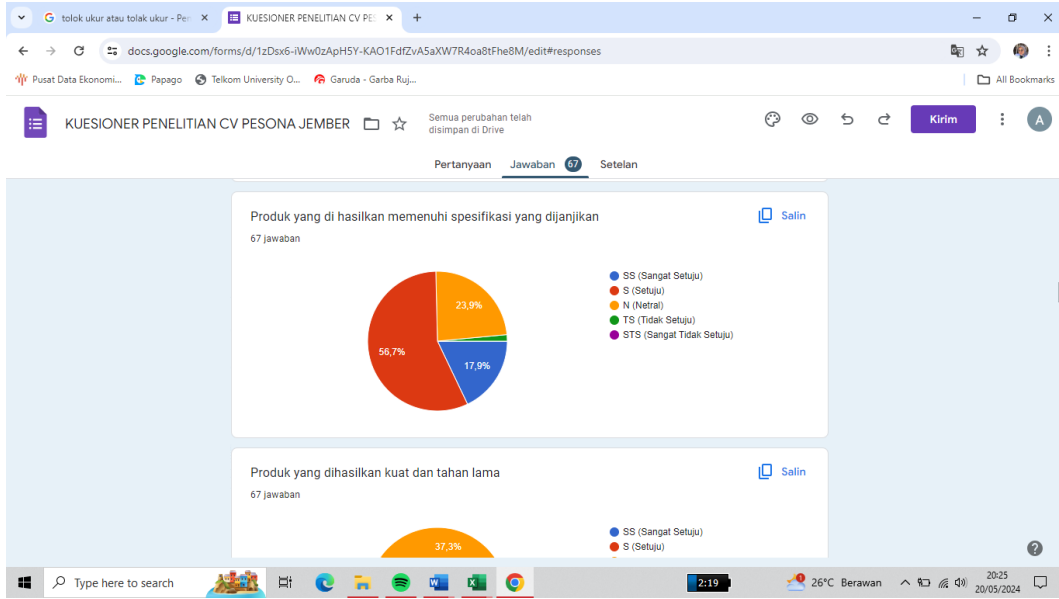 tolok ukur atau tolak ukur - Pen
KUESIONER PENELITIAN CV PES
docs.google.com/forms/d/1zDsx6-iWw0zApH5Y-KAO1FdfZvA5aXW7R4oa8tFhe8M/edit#responses
Pusat Data Ekonomi...
Papago
Telkom University O...
Garuda - Garba Ruj...
All Bookmarks
KUESIONER PENELITIAN CV PESONA JEMBER
Semua perubahan telah
disimpan di Drive
Kirim
A
Pertanyaan
Jawaban 67
Setelan
Produk yang di hasilkan memenuhi spesifikasi yang dijanjikan
Salin
67 jawaban
23,9%
56,7%
17,9%
SS (Sangat Setuju)
S (Setuju)
N (Netral)
TS (Tidak Setuju)
STS (Sangat Tidak Setuju)
Produk yang dihasilkan kuat dan tahan lama
Salin
67 jawaban
37,3%
SS (Sangat Setuju)
S (Setuju)
Type here to search
2:19
26°C Berawan
20:25
20/05/2024